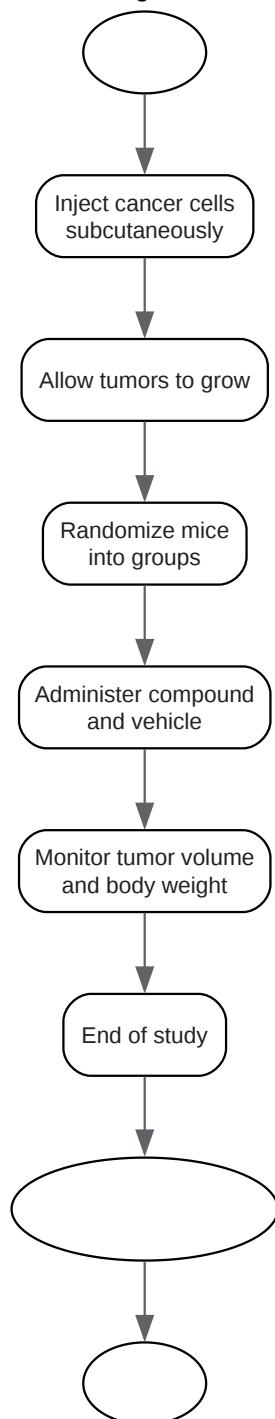 Inject cancer cells
subcutaneously
Allow tumors to grow
Randomize mice
into groups
Administer compound
and vehicle
Monitor tumor volume
and body weight
End of study